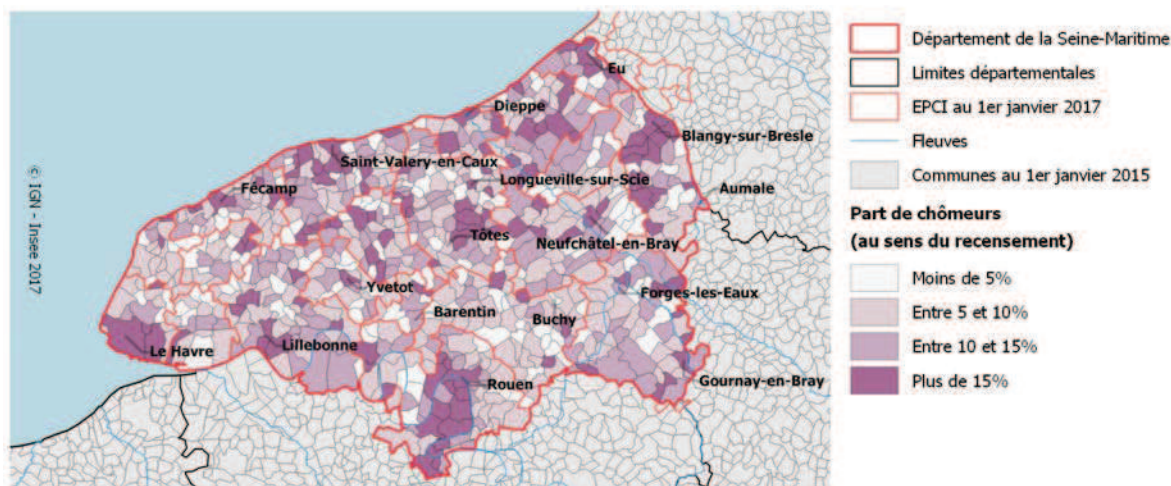 Eu
Dieppe
Blangy-sur-Bresle
Saint-Valery-en-Caux
Longueville-sur-Scie
Aumale
Fécamp
Tôtes
Neufchâtel-en-Bray
Yvetot
Forges-les-Eaux
Barentin
Buchy
Le Havre
Lillebonne
Rouen
Gournay-en-Bray
© IGN - Insee 2017
Département de la Seine-Maritime
Limites départementales
EPCI au 1er janvier 2017
Fleuves
Communes au 1er janvier 2015
Part de chômeurs
(au sens du recensement)
Moins de 5%
Entre 5 et 10%
Entre 10 et 15%
Plus de 15%